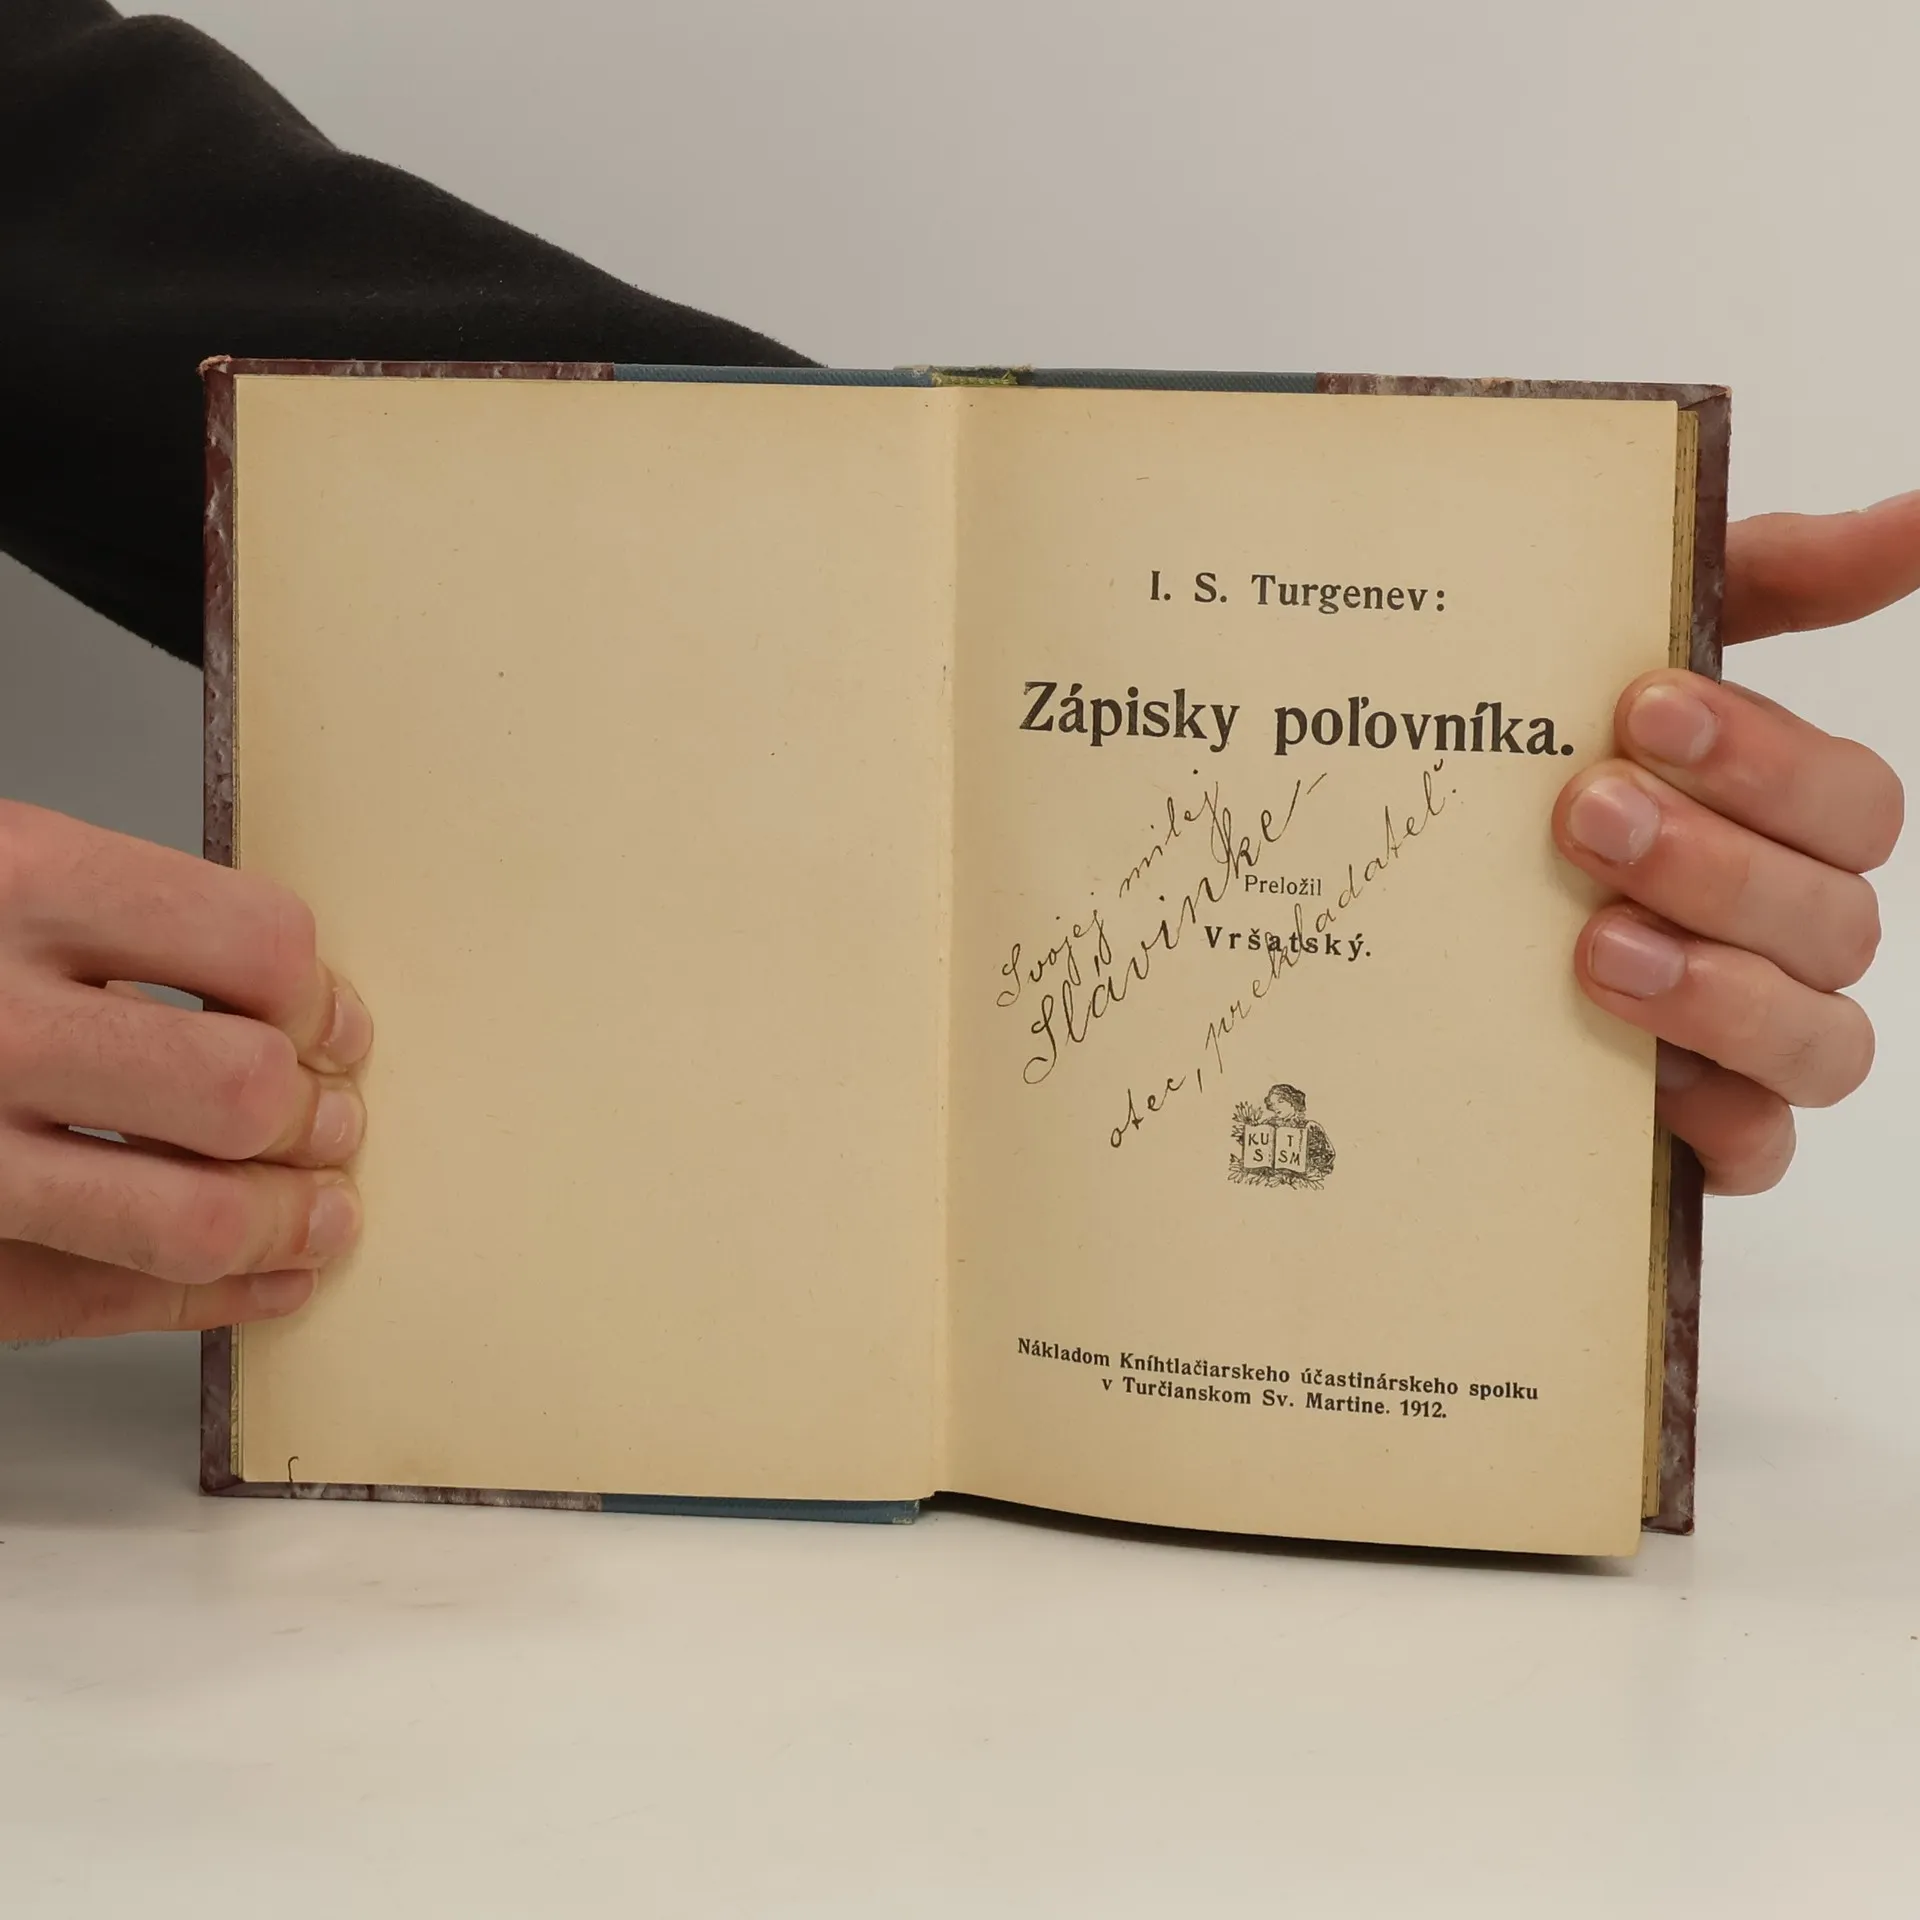 I. S. Turgenev:
Zápisky poľovníka.
Svojej milej
Slávinke –
Preložil
Vršatský.
otec, prekladateľ.
KU T
S SM
Nákladom Kníhtlačiarskeho účastinárskeho spolku
v Turčianskom Sv. Martine. 1912.